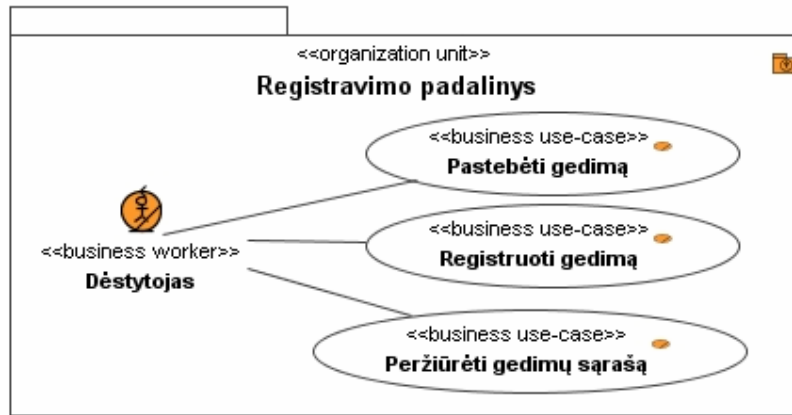 <<organization unit>>
Registravimo padalinys
<<business use-case>>
Pastebėti gedimą
<<business worker>>
Dėstytojas
<<business use-case>>
Registruoti gedimą
<<business use-case>>
Peržiūrėti gedimų sąrašą